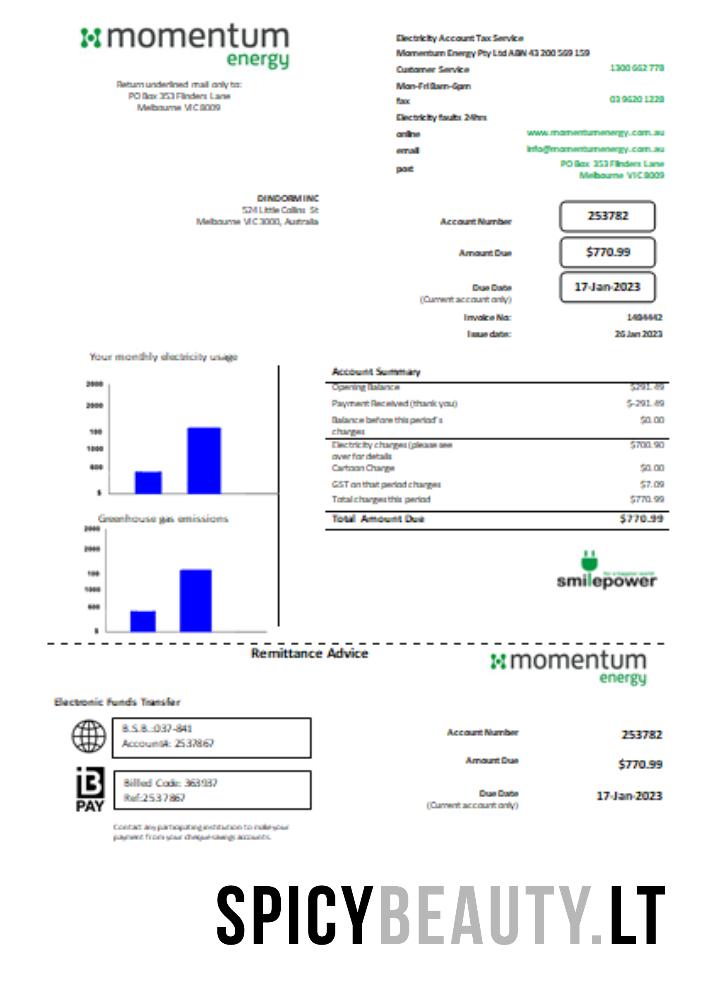 momentum
energy
Return underlined mail only to:
PO Box 353 Flinders Lane
Melbourne VIC 8009
Electricity Account Tax Service
Momentum Energy Pty Ltd ABN 43 200 569 159
Customer Service 1300 662 778
Mon-Fri 8am-6pm
fax 03 9620 1228
Electricity faults 24hrs
online www.momentumenergy.com.au
email info@momentumenergy.com.au
post PO Box 353 Flinders Lane
Melbourne VIC 8009
DINDORM INC
524 Little Collins St
Melbourne VIC 3000, Australia
Account Number 253782
Amount Due $770.99
Due Date 17-Jan-2023
(Current account only)
Invoice No: 1494442
Issue date: 26 Jan 2023
Your monthly electricity usage
2000
2000
100
1000
600
$
Account Summary
Opening Balance $291.49
Payment Received (thank you) $-291.49
Balance before this period's $0.00
charges
Electricity charges (please see $700.90
over for details
Cartoon Charge $0.00
GST on that period charges $7.09
Total charges this period $770.99
Total Amount Due $770.99
Greenhouse gas emissions
2000
2000
100
1000
600
$
smilepower
Remittance Advice
momentum
energy
Electronic Funds Transfer
B.S.B.:037-841
Account#: 2537867
B
PAY
Billed Code: 363937
Ref:2537867
Account Number 253782
Amount Due $770.99
Due Date 17-Jan-2023
(Current account only)
Contact any participating institution to make your
payment from your cheque savings accounts.
SPICYBEAUTY.LT